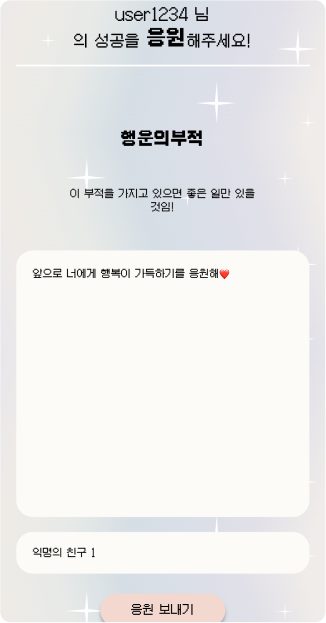 user1234 님
의 성공을 응원해주세요!
행운의부적
이 부적을 가지고 있으면 좋은 일만 있을
것임!
앞으로 너에게 행복이 가득하기를 응원해❤️
익명의 친구 1
응원 보내기